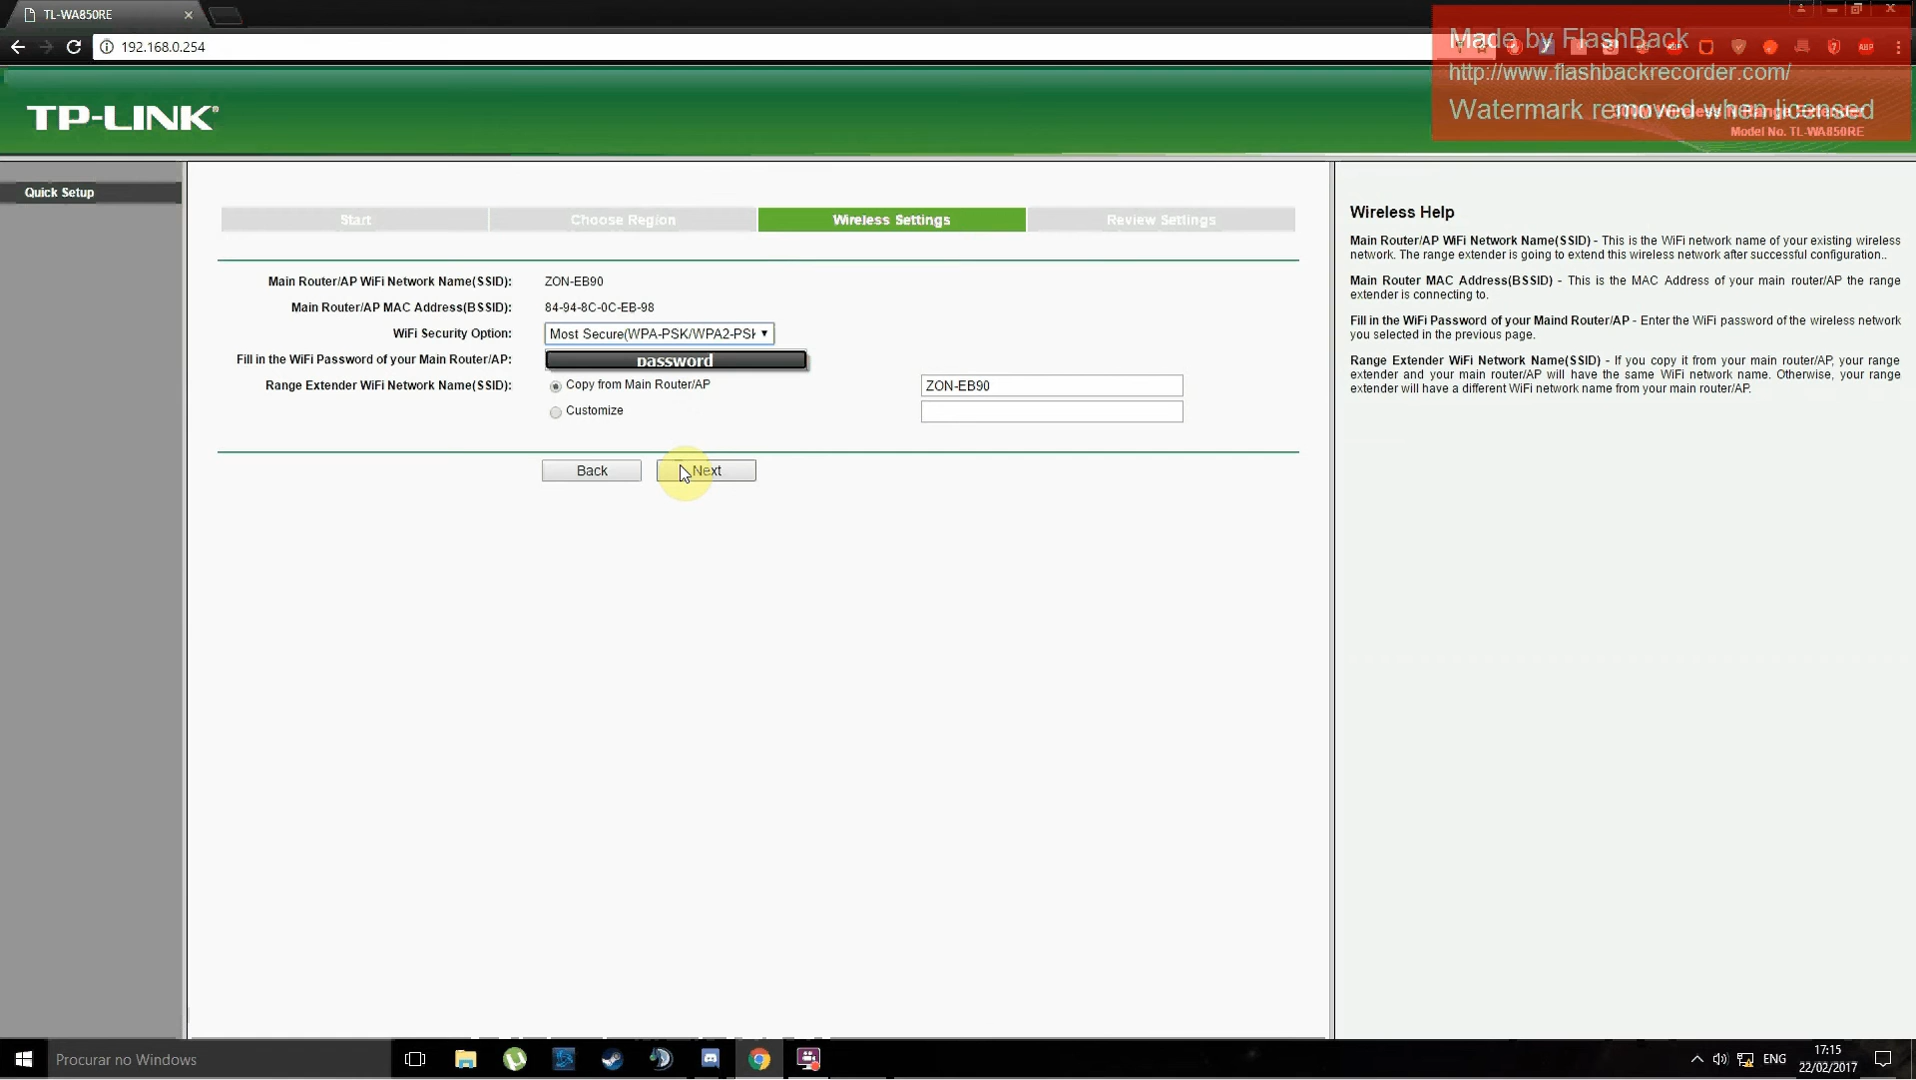 TL-WA850RE
192.168.0.254
Made by FlashBack
http://www.flashbackrecorder.com/
Watermark removed when licensed
TP-LINK
Model No. TL-WA850RE
Quick Setup
Start
Choose Region
Wireless Settings
Review Settings
Main Router/AP WiFi Network Name(SSID):
ZON-EB90
Main Router/AP MAC Address(BSSID):
84-94-8C-0C-EB-98
WiFi Security Option:
Most Secure(WPA-PSK/WPA2-PSK
Fill in the WiFi Password of your Main Router/AP:
password
Range Extender WiFi Network Name(SSID):
Copy from Main Router/AP
ZON-EB90
Customize
Back
Next
Wireless Help
Main Router/AP WiFi Network Name(SSID) - This is the WiFi network name of your existing wireless
network. The range extender is going to extend this wireless network after successful configuration..
Main Router MAC Address(BSSID) - This is the MAC Address of your main router/AP the range
extender is connecting to.
Fill in the WiFi Password of your Maind Router/AP - Enter the WiFi password of the wireless network
you selected in the previous page.
Range Extender WiFi Network Name(SSID) - If you copy it from your main router/AP, your range
extender and your main router/AP will have the same WiFi network name. Otherwise, your range
extender will have a different WiFi network name from your main router/AP.
Procurar no Windows
ENG
17:15
22/02/2017